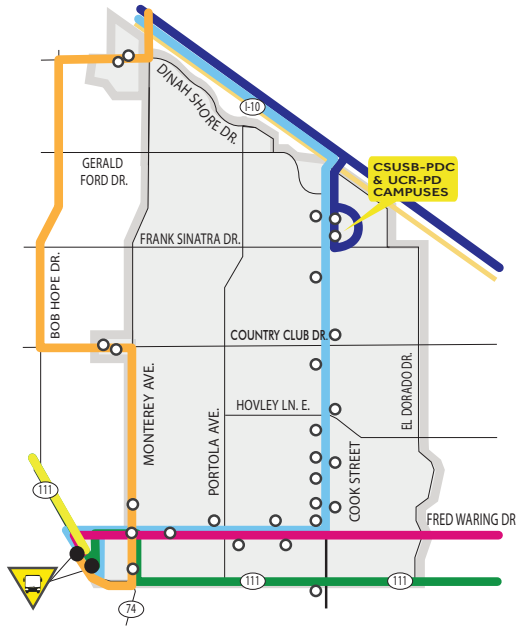 DINAH SHORE DR.
I-10
GERALD
FORD DR.
CSUSB-PDC
& UCR-PD
CAMPUSES
FRANK SINATRA DR.
BOB HOPE DR.
COUNTRY CLUB DR.
MONTEREY AVE.
PORTOLA AVE.
HOVLEY LN. E.
EL DORADO DR.
COOK STREET
111
FRED WARING DR
111
111
74